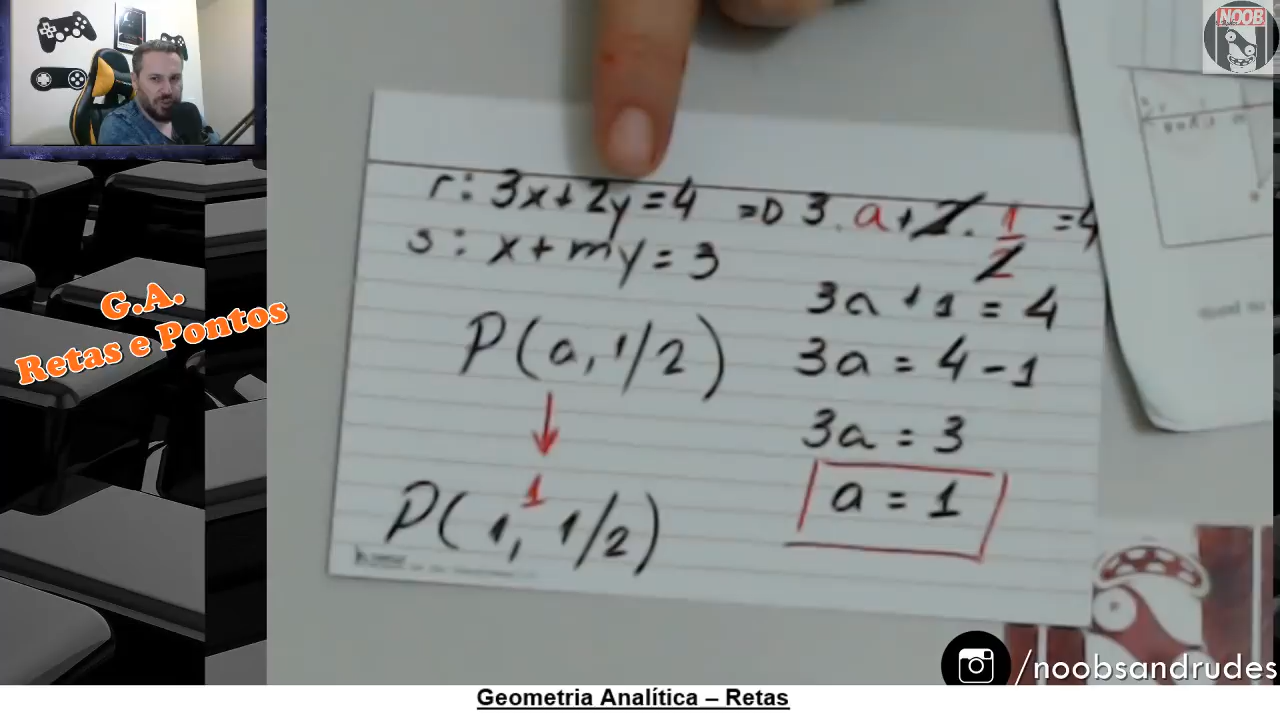 NOOB
r: 3x + 2y = 4 => 3 . a + 2 . 1/2 = 4
s: x + my = 3
3a + 1 = 4
P(a, 1/2)
3a = 4 - 1
3a = 3
1
a = 1
P(1, 1/2)
G.A.
Retas e Pontos
/noobsandrudes
Geometria Analítica – Retas